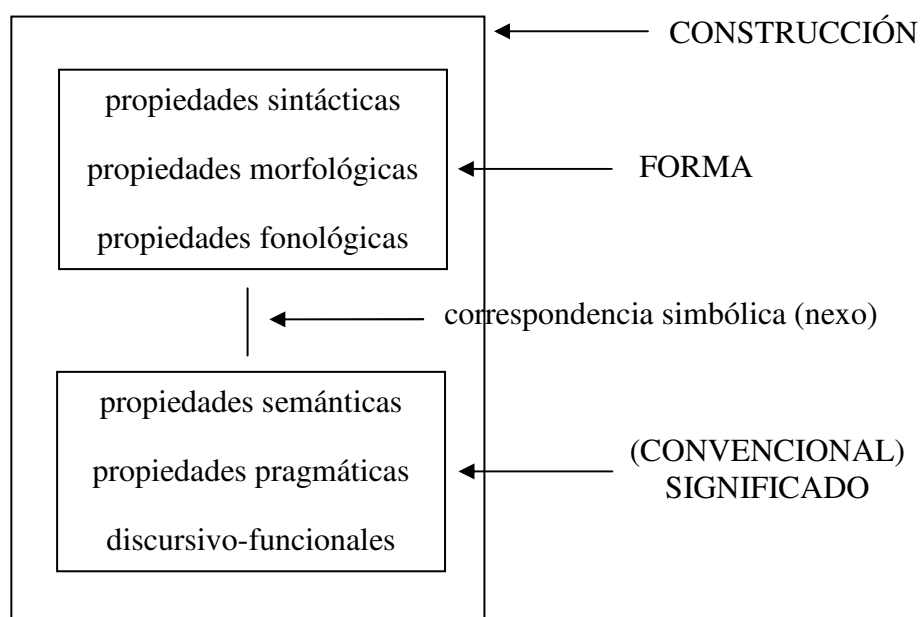 CONSTRUCCIÓN
propiedades sintácticas
propiedades morfológicas
propiedades fonológicas
FORMA
correspondencia simbólica (nexo)
propiedades semánticas
propiedades pragmáticas
discursivo-funcionales
(CONVENCIONAL)
SIGNIFICADO